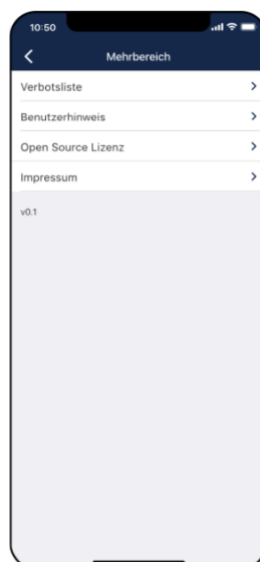 10:50
Mehrbereich
Verbotsliste
Benutzerhinweis
Open Source Lizenz
Impressum
v0.1